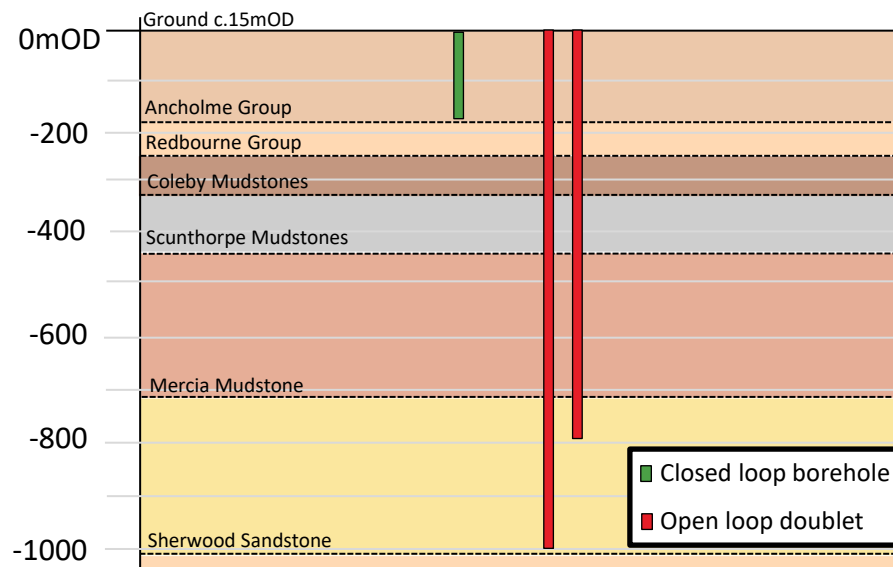 Ground c.15mOD
0mOD
Ancholme Group
-200
Redbourne Group
Coleby Mudstones
-400
Scunthorpe Mudstones
-600
Mercia Mudstone
-800
Closed loop borehole
Open loop doublet
Sherwood Sandstone
-1000